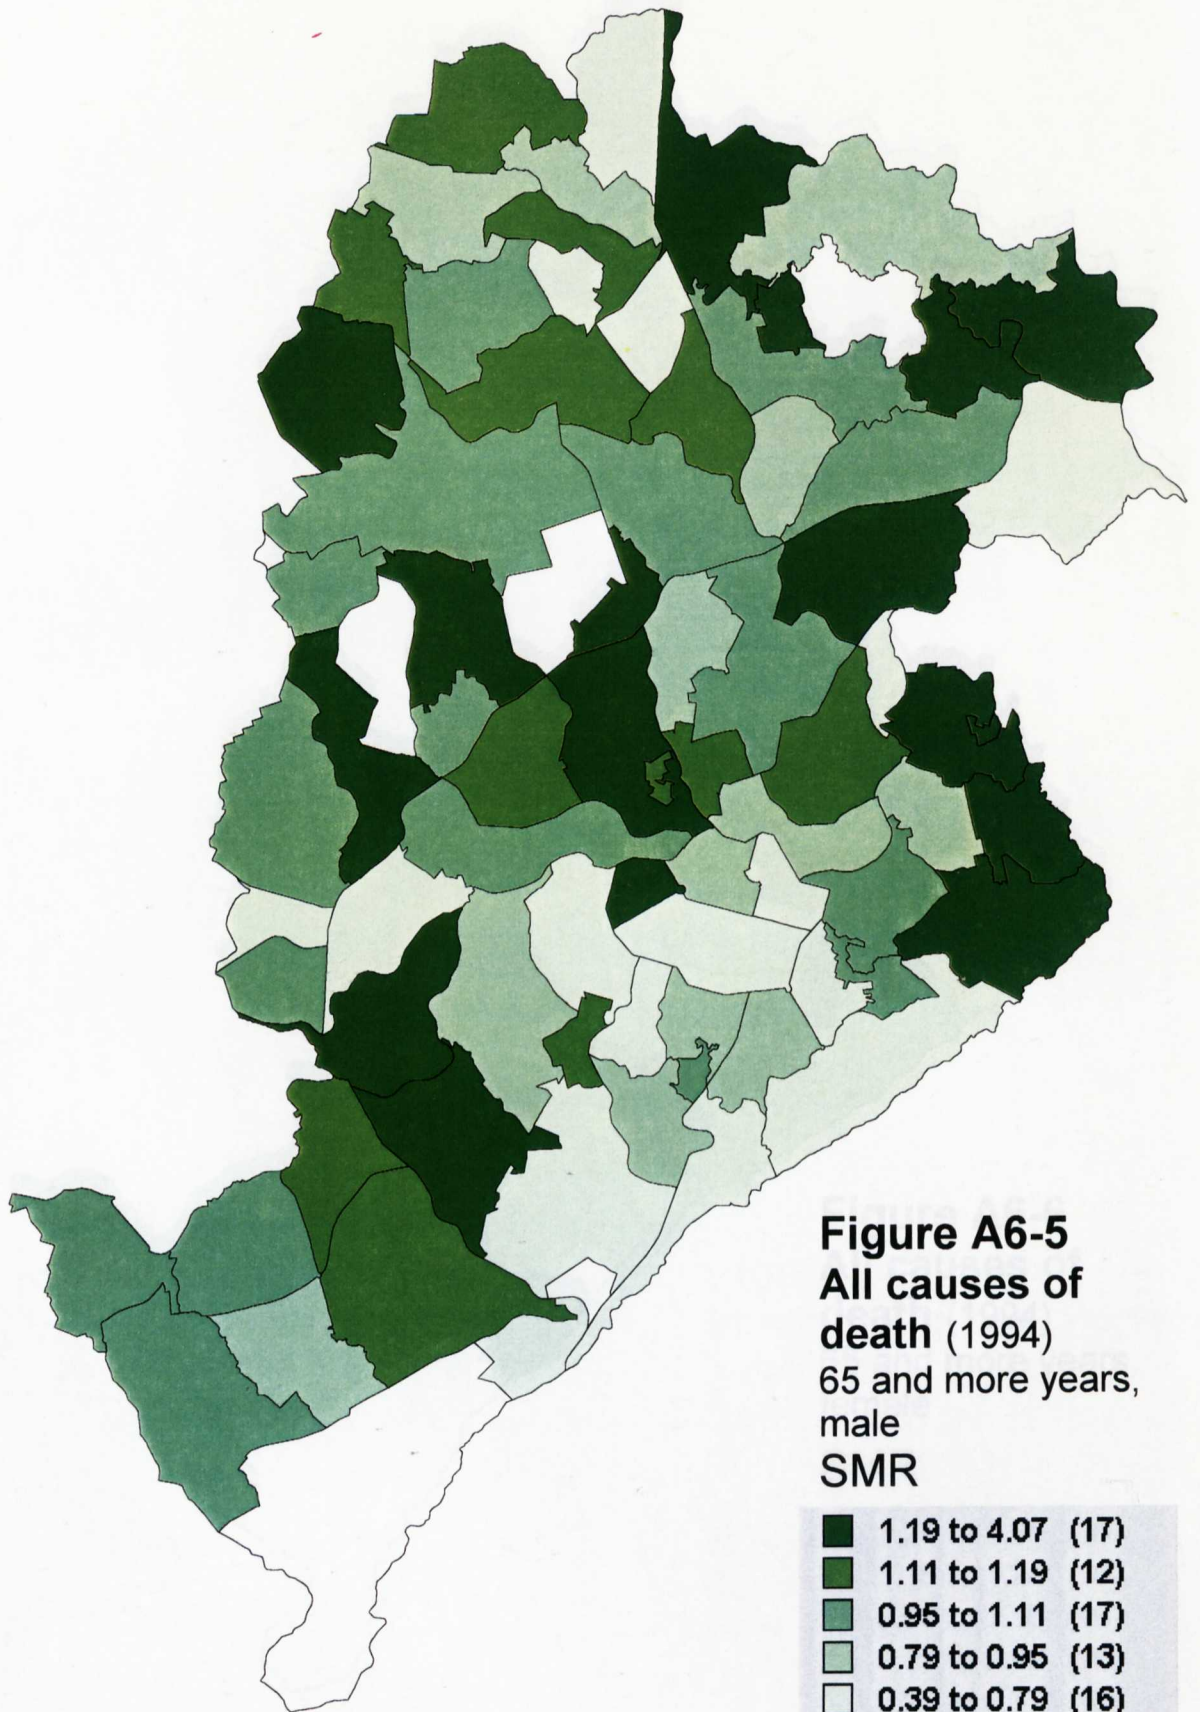 Figure A6-5
All causes of
death (1994)
65 and more years,
male
SMR
1.19 to 4.07 (17)
1.11 to 1.19 (12)
0.95 to 1.11 (17)
0.79 to 0.95 (13)
0.39 to 0.79 (16)